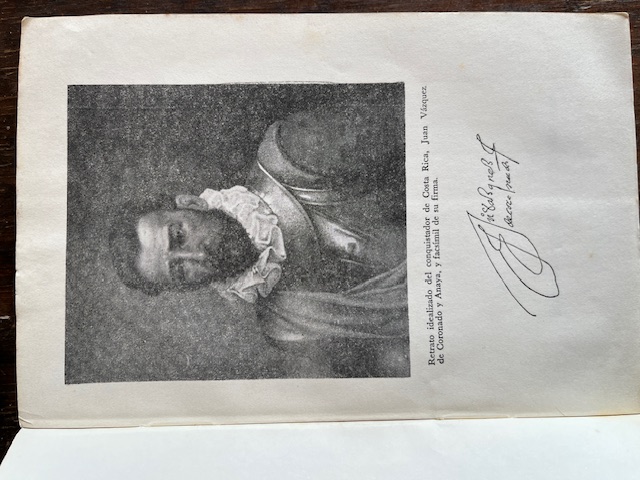 Retrato idealizado del conquistador de Costa Rica, Juan Vázquez
de Coronado y Anaya, y facsímil de su firma.